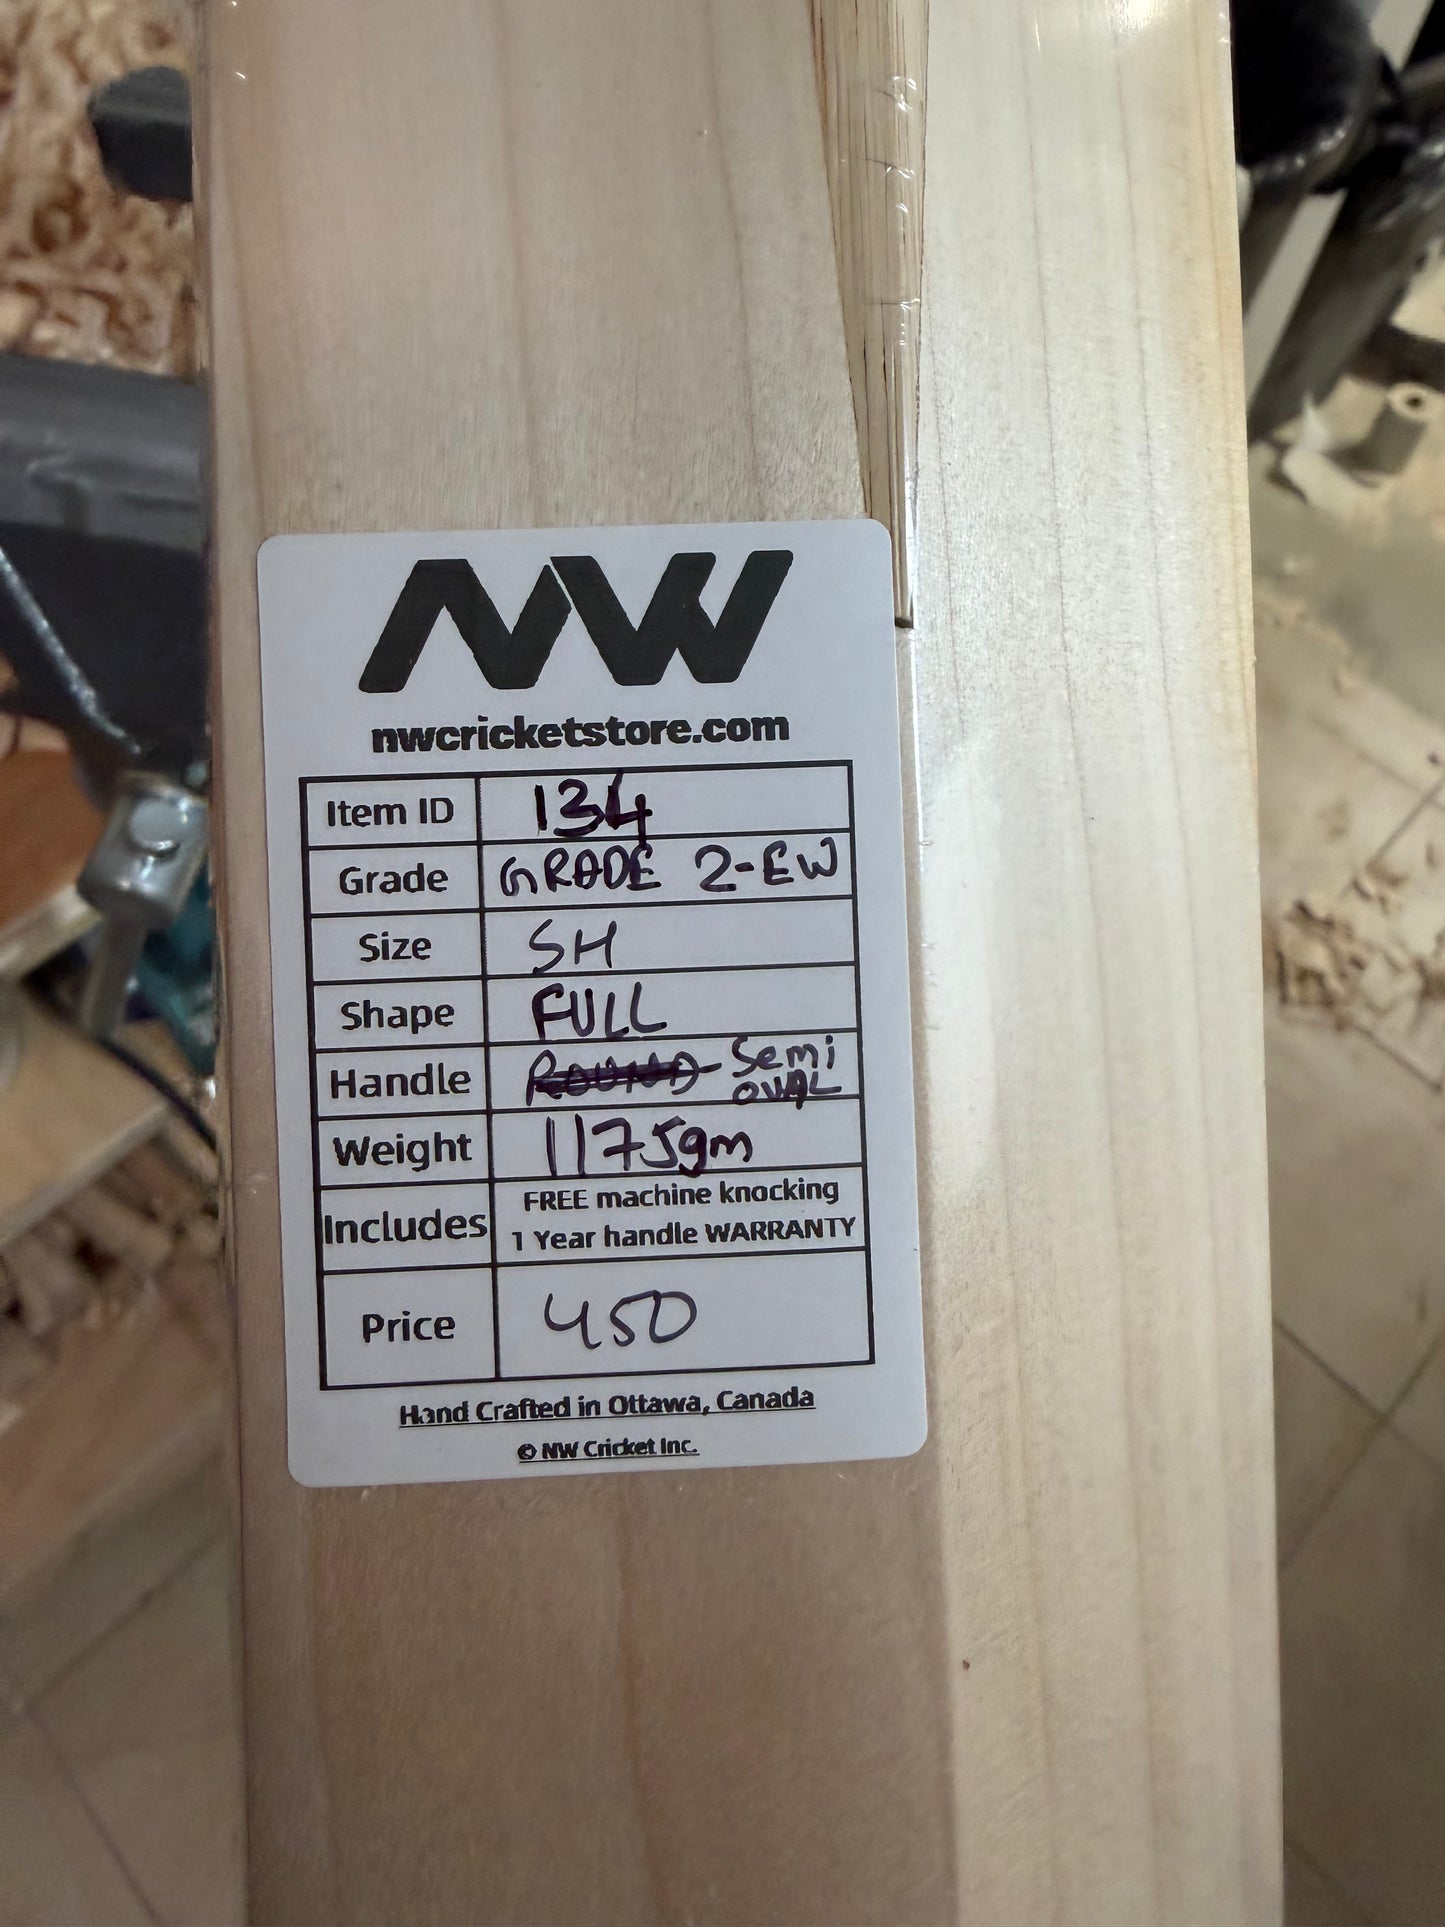 NW
nwcricketstore.com
Item ID 134
Grade GRADE 2-EW
Size SH
Shape FULL
Handle ROUND Semi OVAL
Weight 1175gm
Includes FREE machine knocking
1 Year handle WARRANTY
Price 450
Hand Crafted in Ottawa, Canada
© NW Cricket Inc.